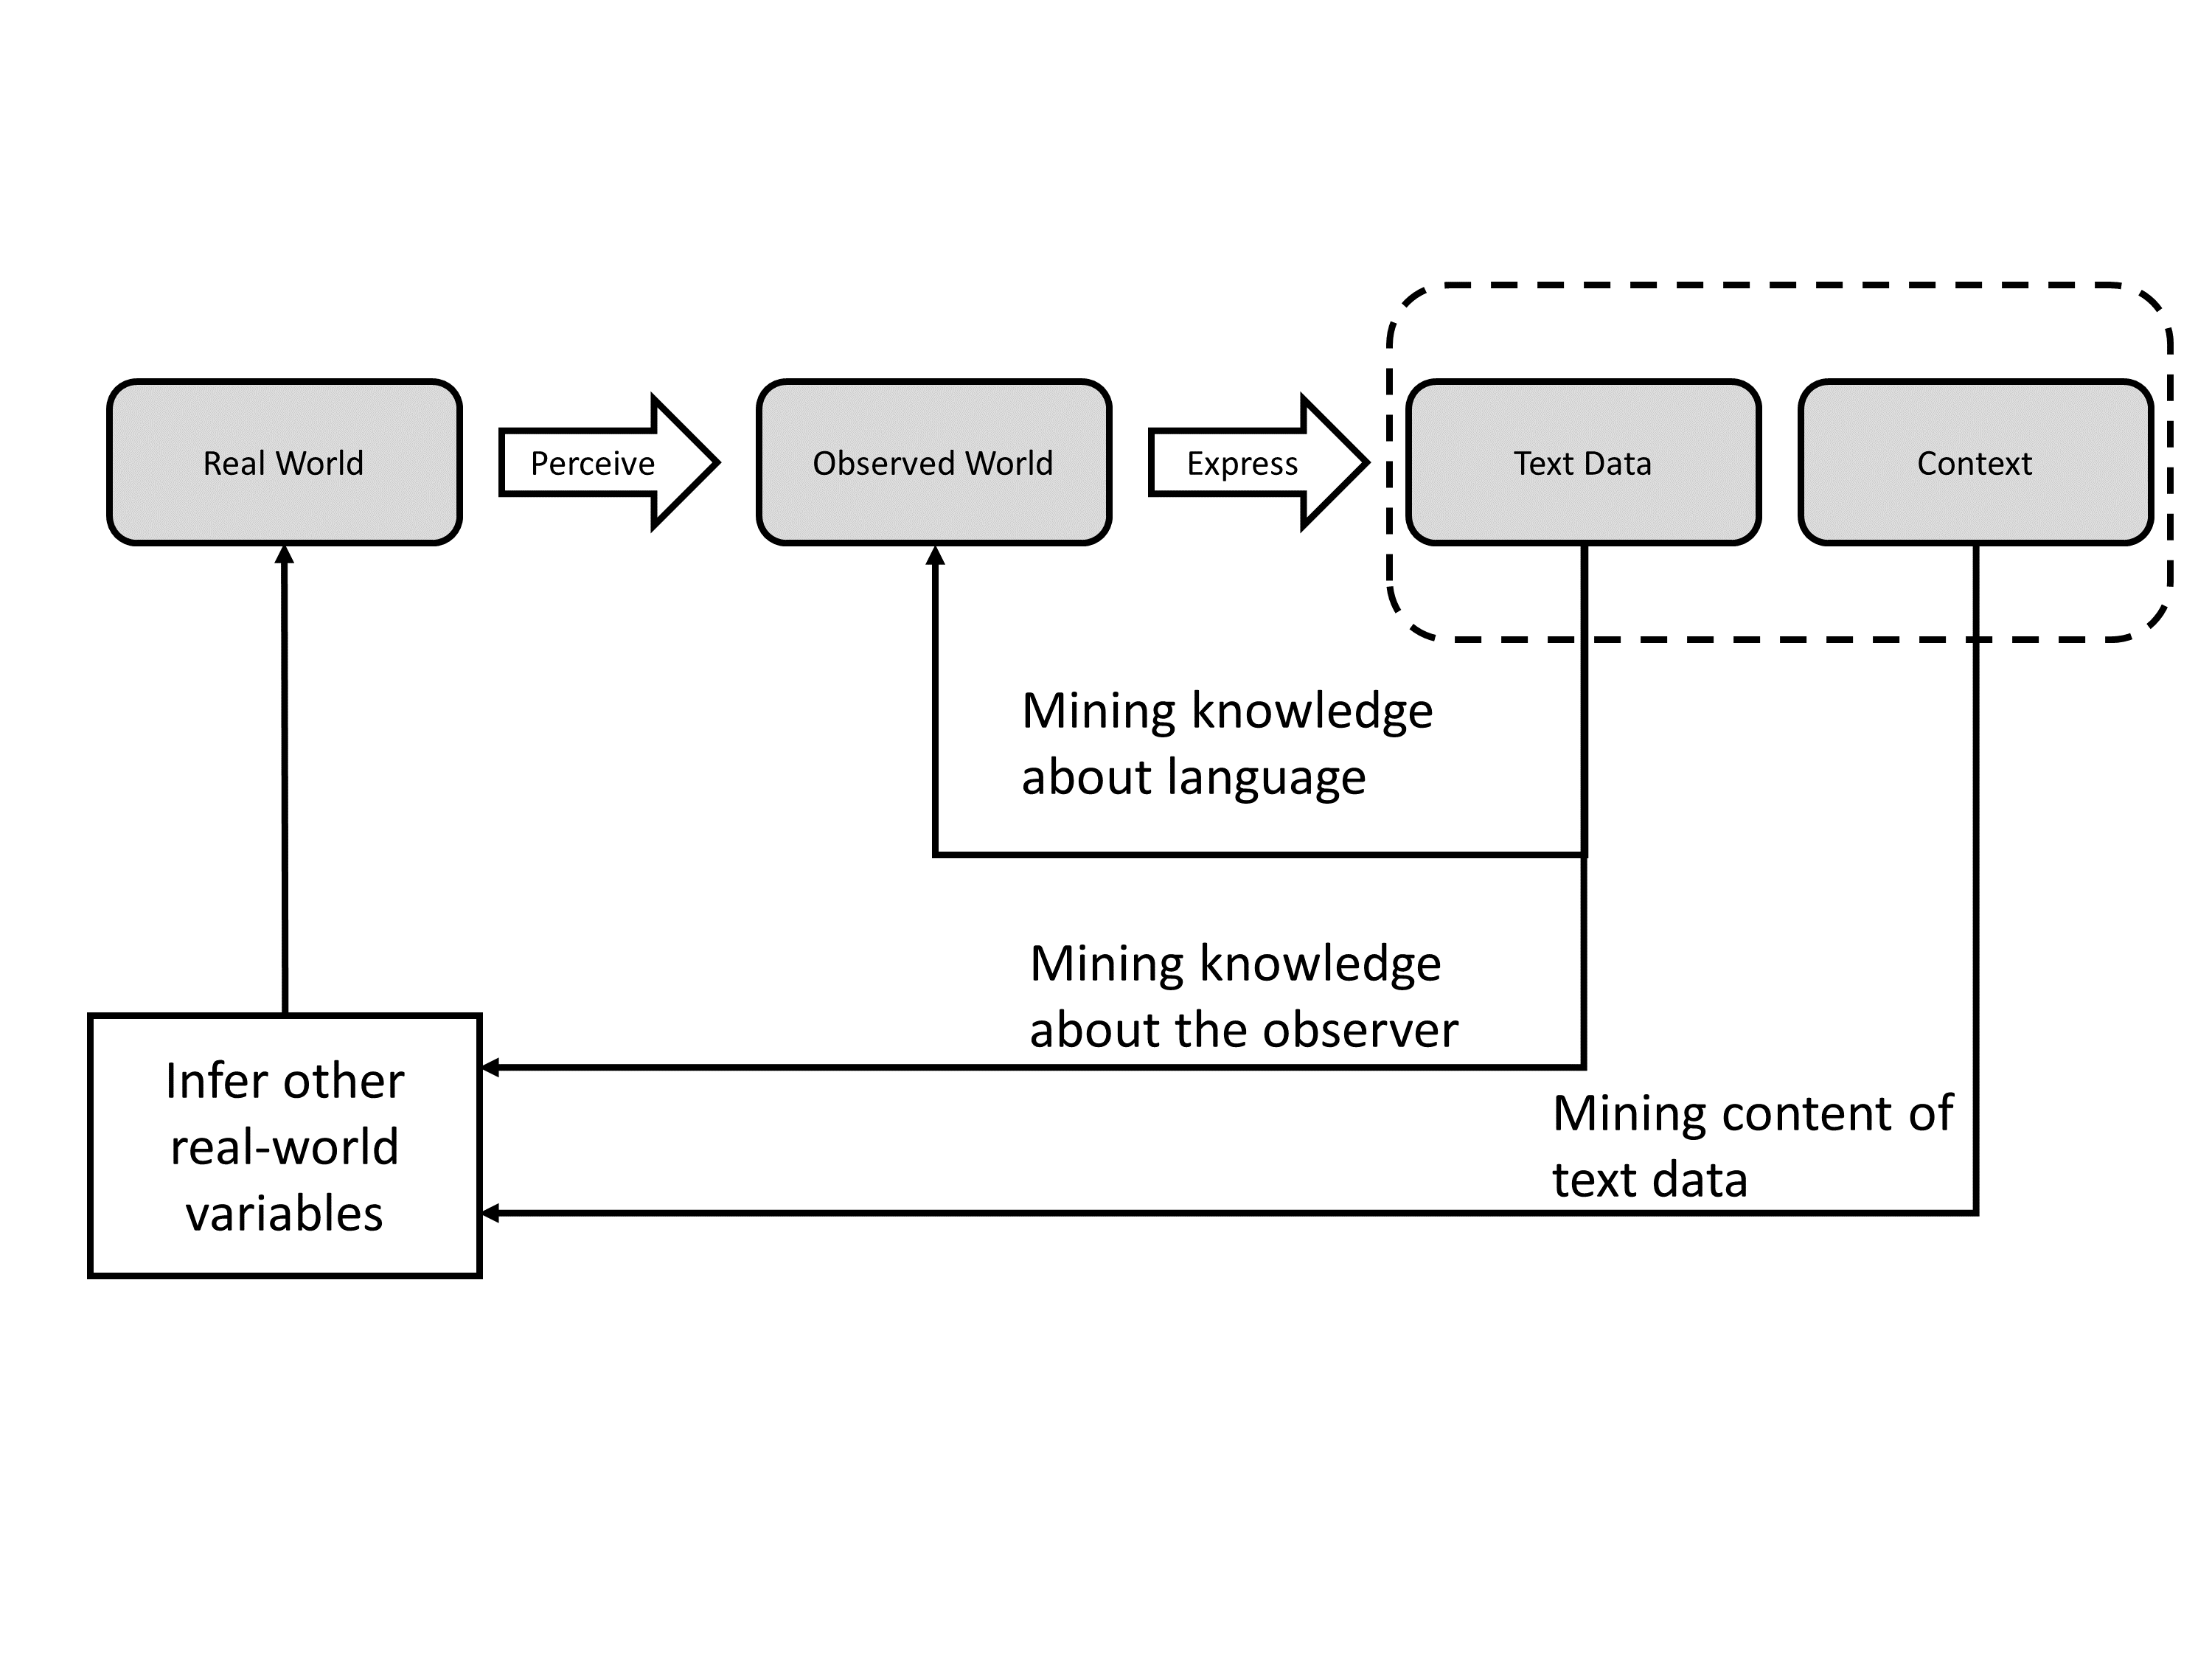 Real World
Perceive
Observed World
Express
Text Data
Context
Mining knowledge
about language
Mining knowledge
about the observer
Infer other
real-world
variables
Mining content of
text data